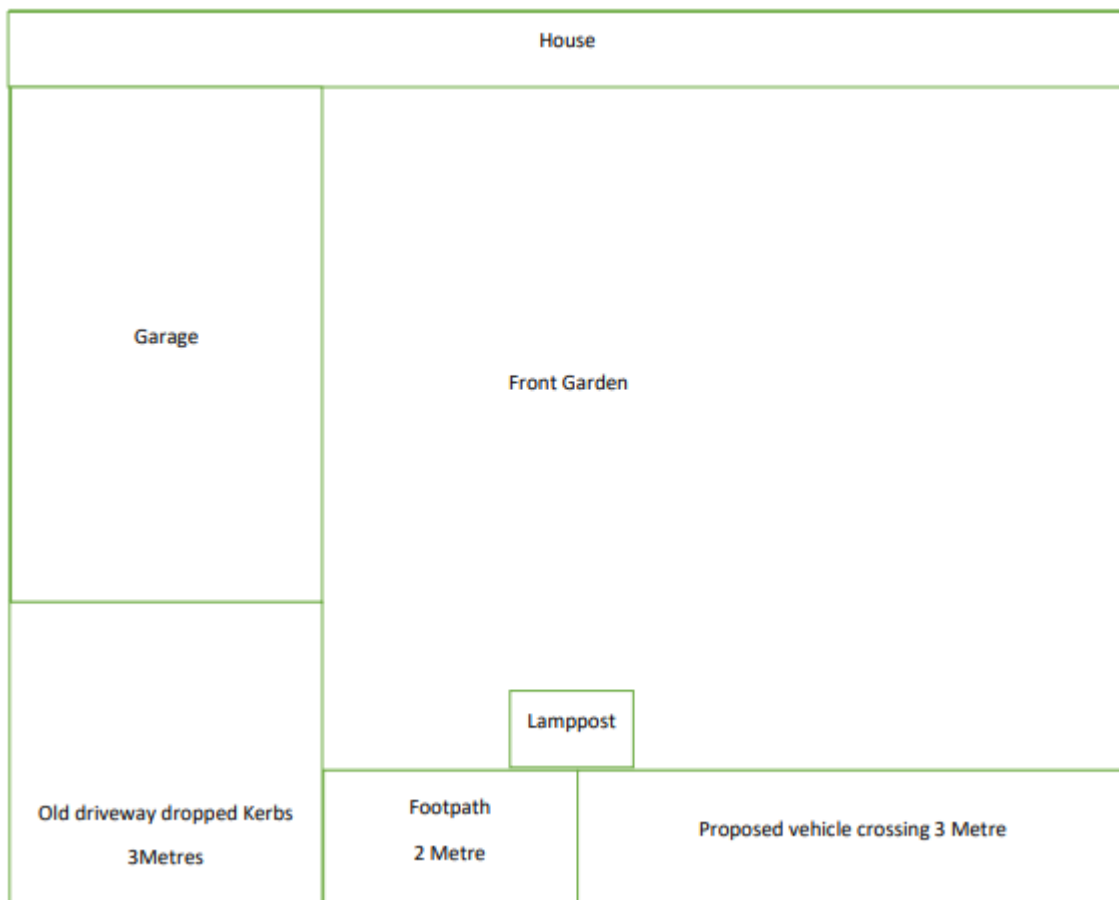 House
Garage
Front Garden
Lamppost
Old driveway dropped Kerbs
3Metres
Footpath
2 Metre
Proposed vehicle crossing 3 Metre